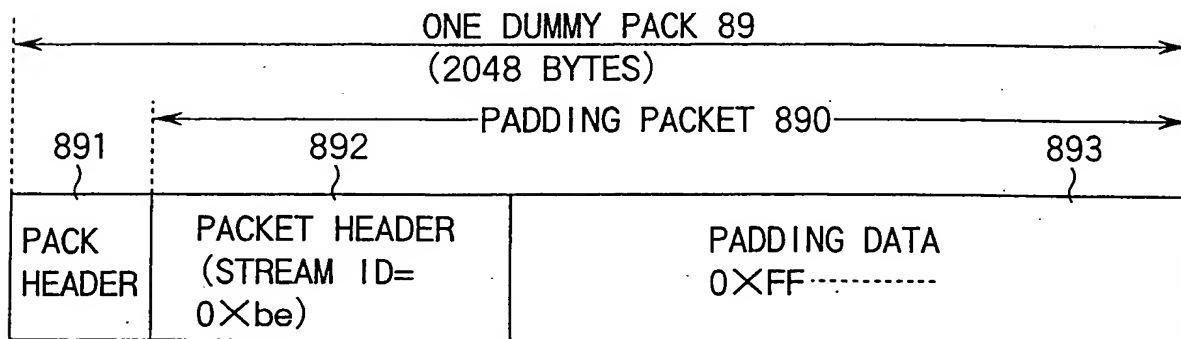 ONE DUMMY PACK 89
(2048 BYTES)
PADDING PACKET 890
891
892
893
PACK
HEADER
PACKET HEADER
(STREAM ID=
0×be)
PADDING DATA
0×FF------------